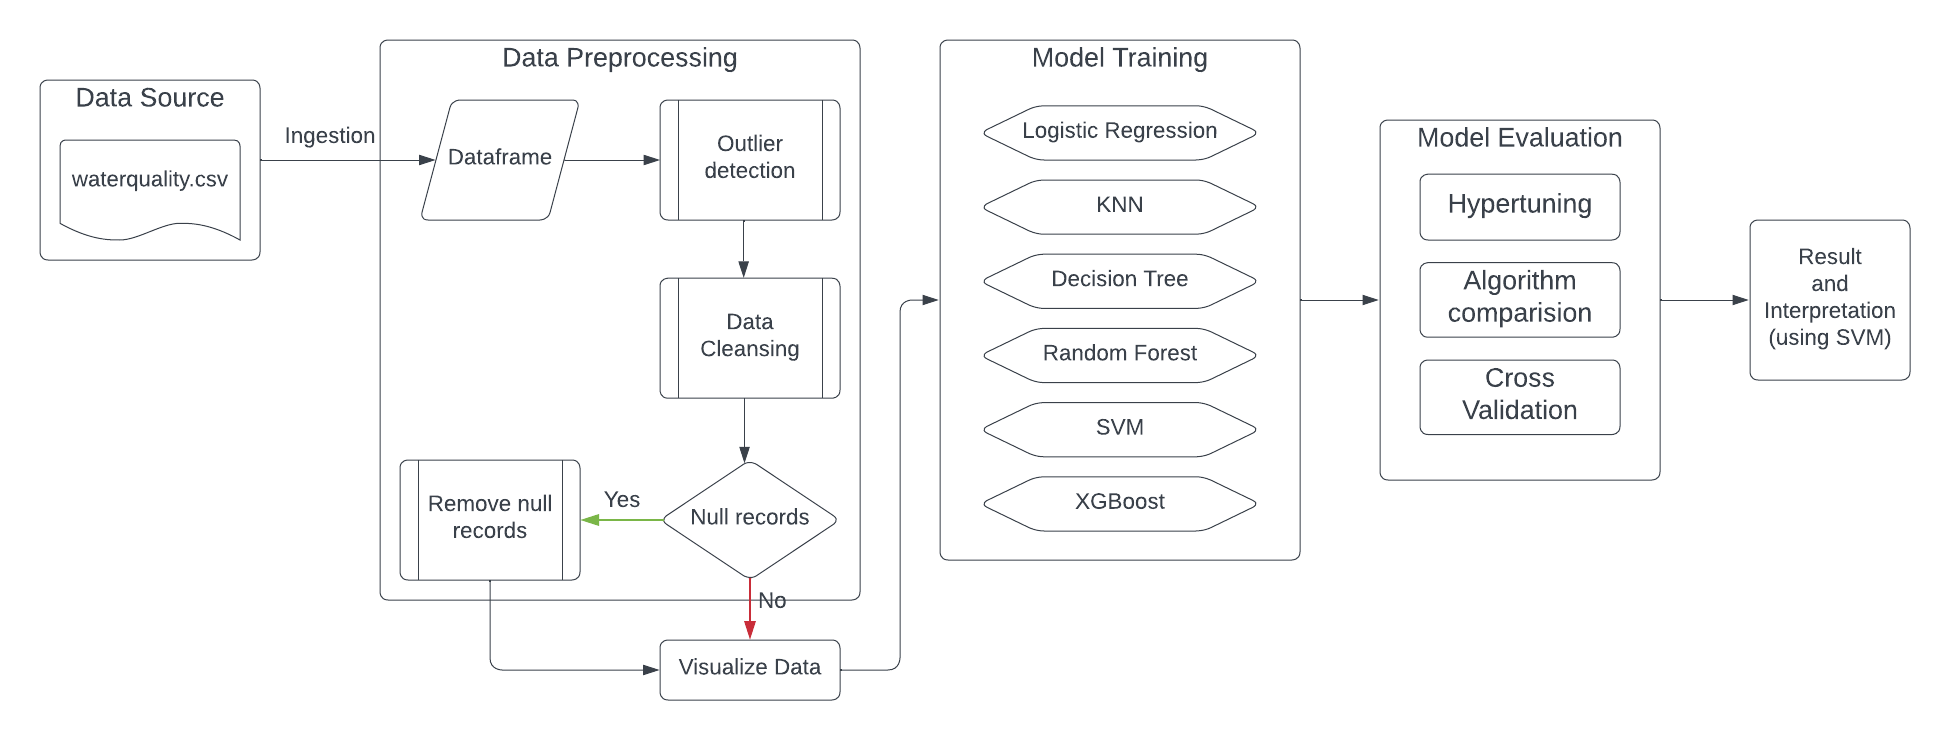 Data Source
waterquality.csv
Ingestion
Data Preprocessing
Dataframe
Outlier
detection
Data
Cleansing
Null records
Yes
Remove null
records
No
Visualize Data
Model Training
Logistic Regression
KNN
Decision Tree
Random Forest
SVM
XGBoost
Model Evaluation
Hypertuning
Algorithm
comparision
Cross
Validation
Result
and
Interpretation
(using SVM)